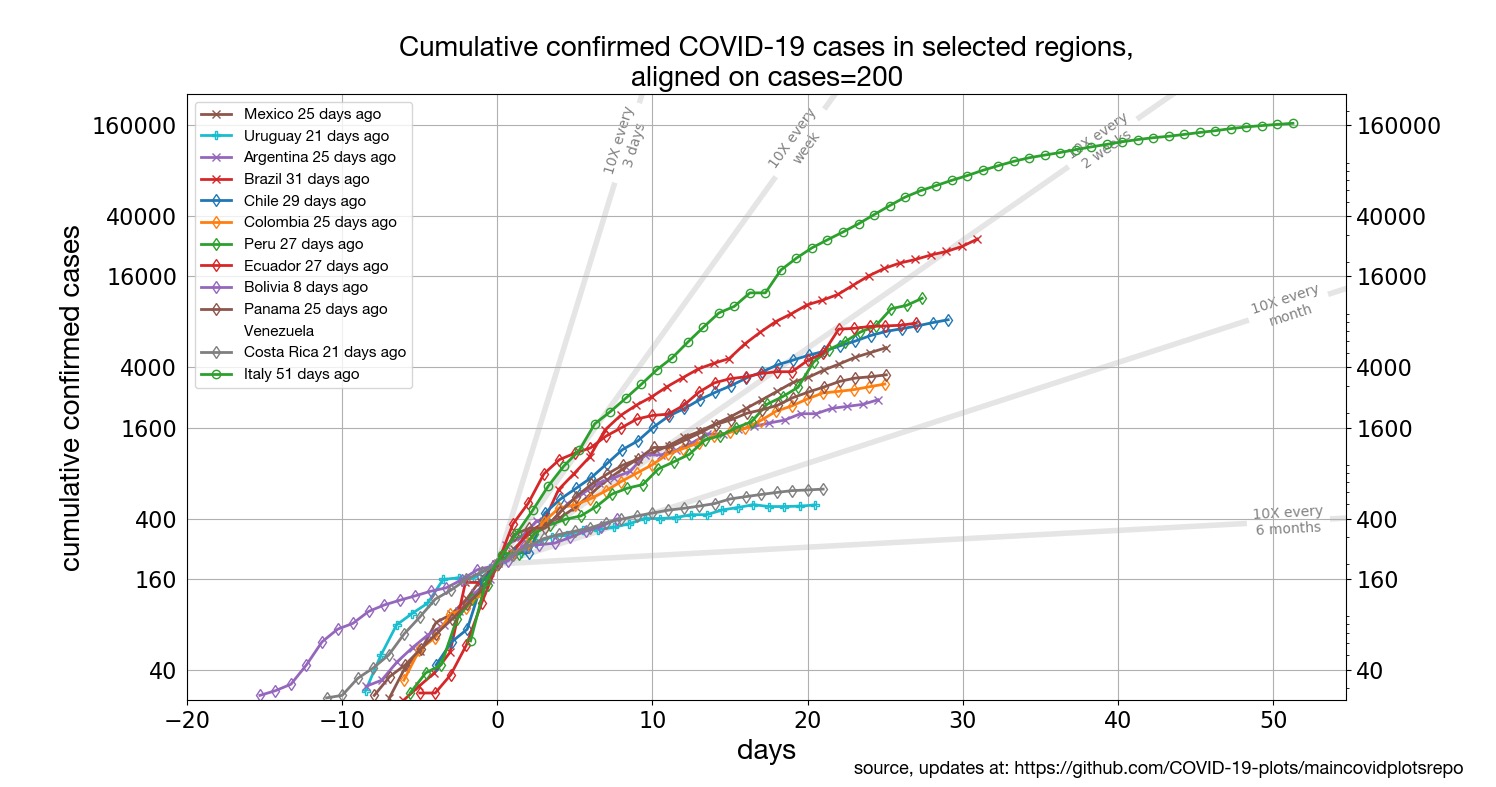 Cumulative confirmed COVID-19 cases in selected regions,
aligned on cases=200
Mexico 25 days ago
Uruguay 21 days ago
Argentina 25 days ago
Brazil 31 days ago
Chile 29 days ago
Colombia 25 days ago
Peru 27 days ago
Ecuador 27 days ago
Bolivia 8 days ago
Panama 25 days ago
Venezuela
Costa Rica 21 days ago
Italy 51 days ago
10X every
3 days
10X every
week
10X every
2 weeks
10X every
month
10X every
6 months
cumulative confirmed cases
160000
40000
16000
4000
1600
400
160
40
160000
40000
16000
4000
1600
400
160
40
−20
−10
0
10
20
30
40
50
days
source, updates at: https://github.com/COVID-19-plots/maincovidplotsrepo